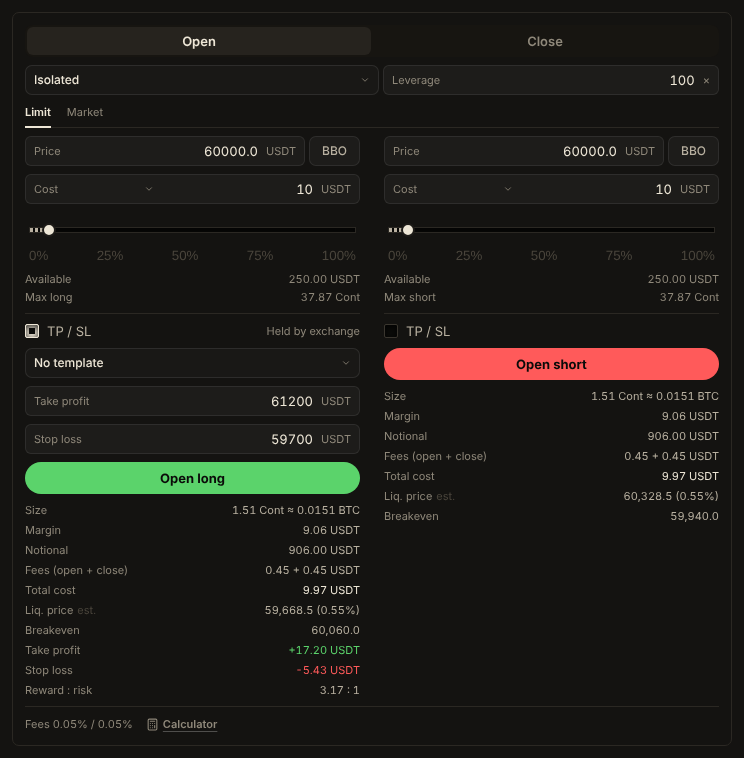 Open Close
Isolated Leverage 100 ×
Limit Market
Price 60000.0 USDT BBO
Cost 10 USDT
0% 25% 50% 75% 100%
Available 250.00 USDT
Max long 37.87 Cont
TP / SL Held by exchange
No template
Take profit 61200 USDT
Stop loss 59700 USDT
Open long
Size 1.51 Cont ≈ 0.0151 BTC
Margin 9.06 USDT
Notional 906.00 USDT
Fees (open + close) 0.45 + 0.45 USDT
Total cost 9.97 USDT
Liq. price est. 59,668.5 (0.55%)
Breakeven 60,060.0
Take profit +17.20 USDT
Stop loss -5.43 USDT
Reward : risk 3.17 : 1
Price 60000.0 USDT BBO
Cost 10 USDT
0% 25% 50% 75% 100%
Available 250.00 USDT
Max short 37.87 Cont
TP / SL
Open short
Size 1.51 Cont ≈ 0.0151 BTC
Margin 9.06 USDT
Notional 906.00 USDT
Fees (open + close) 0.45 + 0.45 USDT
Total cost 9.97 USDT
Liq. price est. 60,328.5 (0.55%)
Breakeven 59,940.0
Fees 0.05% / 0.05% Calculator